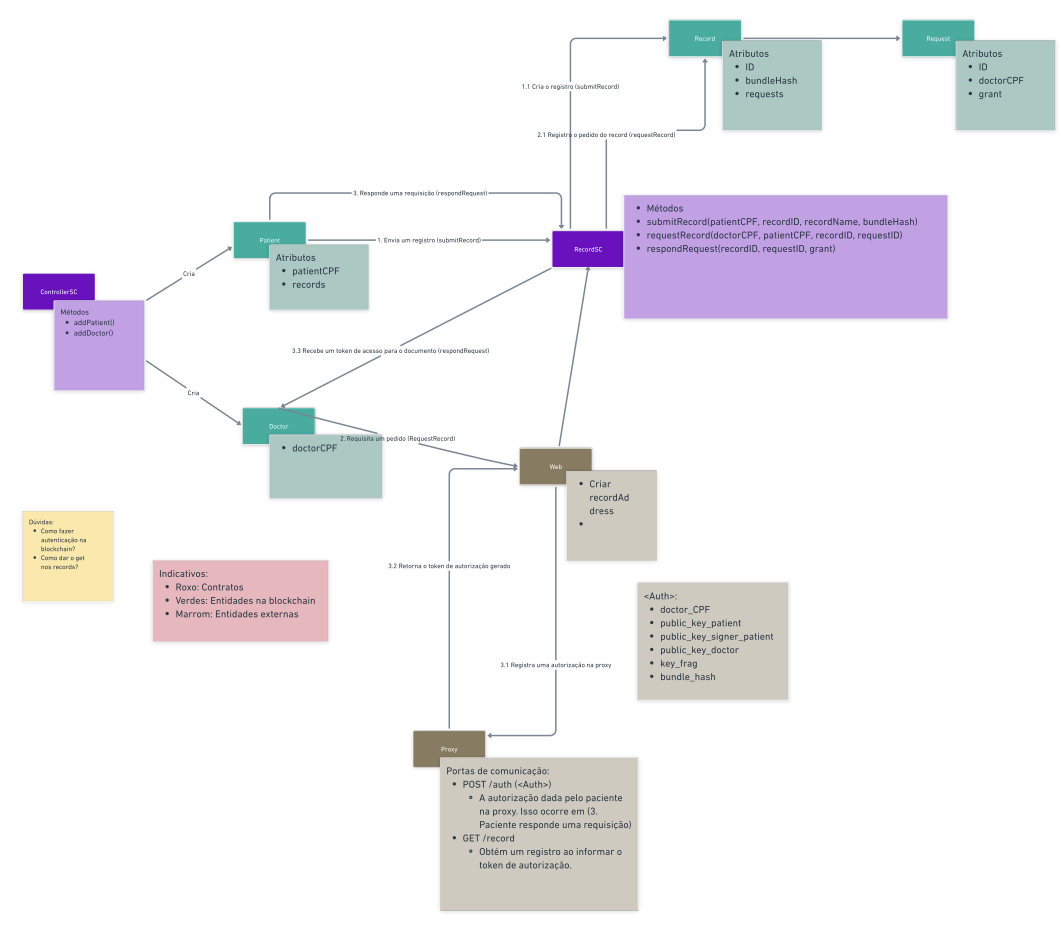 Record
Atributos
ID
bundleHash
requests
Request
Atributos
ID
doctorCPF
grant
1.1 Cria o registro (submitRecord)
2.1 Registro o pedido do record (requestRecord)
3. Responde uma requisição (respondRequest)
1. Envia um registro (submitRecord)
Patient
Atributos
patientCPF
records
RecordSC
Métodos
submitRecord(patientCPF, recordID, recordName, bundleHash)
requestRecord(doctorCPF, patientCPF, recordID, requestID)
respondRequest(recordID, requestID, grant)
Cria
ControllerSC
Métodos
addPatient()
addDoctor()
Cria
3.3 Recebe um token de acesso para o documento (respondRequest)
Doctor
doctorCPF
2. Requisita um pedido (RequestRecord)
Web
Criar
recordAd
dress
Dúvidas:
Como fazer
autenticação na
blockchain?
Como dar o get
nos records?
Indicativos:
Roxo: Contratos
Verdes: Entidades na blockchain
Marrom: Entidades externas
3.2 Retorna o token de autorização gerado
<Auth>:
doctor_CPF
public_key_patient
public_key_signer_patient
public_key_doctor
key_frag
bundle_hash
3.1 Registra uma autorização na proxy
Proxy
Portas de comunicação:
POST /auth (<Auth>)
A autorização dada pelo paciente
na proxy. Isso ocorre em (3.
Paciente responde uma requisição)
GET /record
Obtém um registro ao informar o
token de autorização.